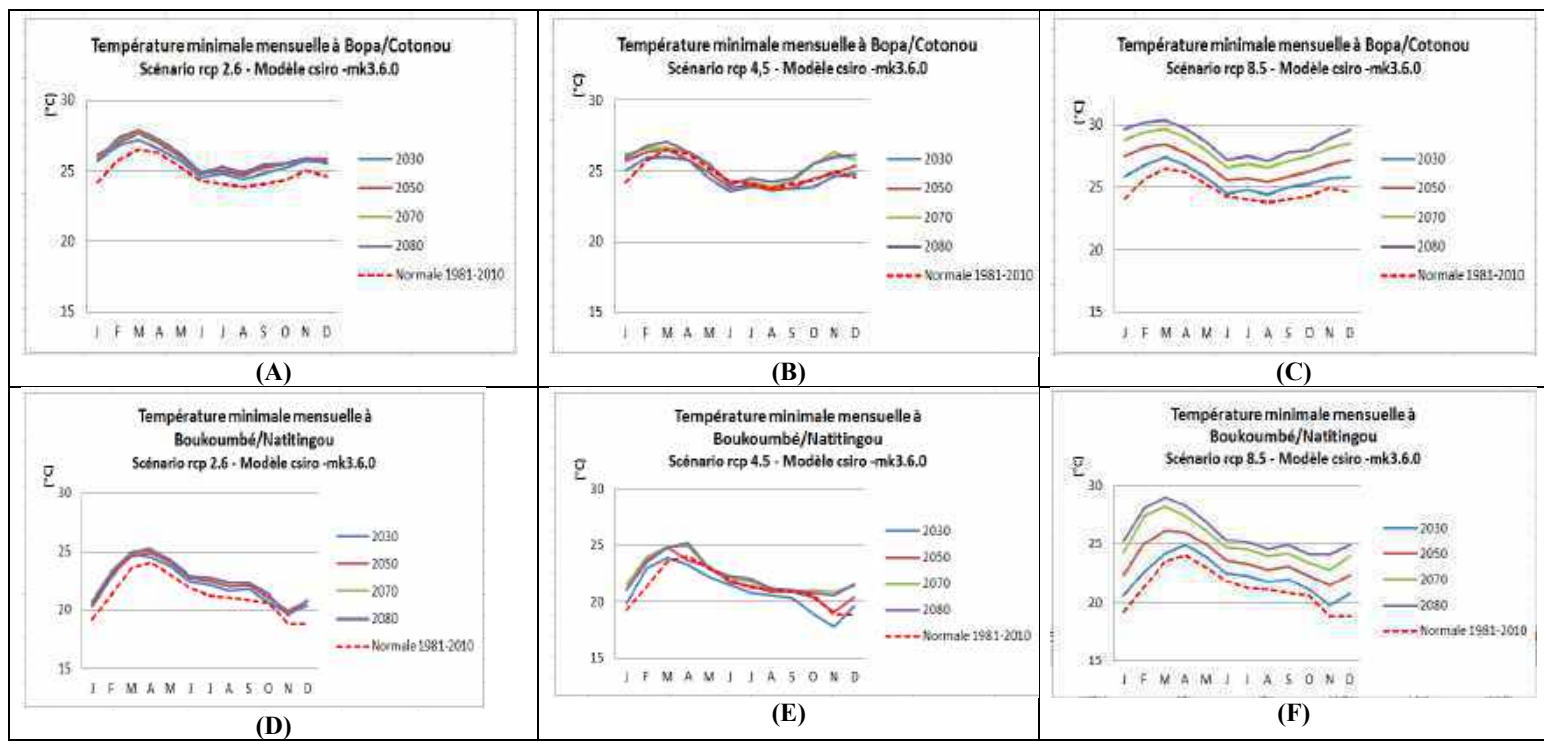 Température minimale mensuelle à Bopa/Cotonou
Scénario rcp 2.6 - Modèle csiro -mk3.6.0
(°C)
30
25
20
15
J F M A M J J A S O N D
2030
2050
2070
2080
Normale 1981-2010
(A)
Température minimale mensuelle à Bopa/Cotonou
Scénario rcp 4,5 - Modèle csiro -mk3.6.0
(°C)
30
25
20
15
J F M A M J J A S O N D
2030
2050
2070
2080
Normale 1981-2010
(B)
Température minimale mensuelle à Bopa/Cotonou
Scénario rcp 8.5 - Modèle csiro -mk3.6.0
(°C)
30
25
20
15
J F M A M J J A S O N D
2030
2050
2070
2080
Normale 1981-2010
(C)
Température minimale mensuelle à
Boukoumbé/Natitingou
Scénario rcp 2.6 - Modèle csiro -mk3.6.0
(°C)
30
25
20
15
J F M A M J J A S O N D
2030
2050
2070
2080
Normale 1981-2010
(D)
Température minimale mensuelle à
Boukoumbé/Natitingou
Scénario rcp 4.5 - Modèle csiro -mk3.6.0
(°C)
30
25
20
15
J F M A M J J A S O N D
2030
2050
2070
2080
Normale 1981-2010
(E)
Température minimale mensuelle à
Boukoumbé/Natitingou
Scénario rcp 8.5 - Modèle csiro -mk3.6.0
(°C)
30
25
20
15
J F M A M J J A S O N D
2030
2050
2070
2080
Normale 1981-2010
(F)